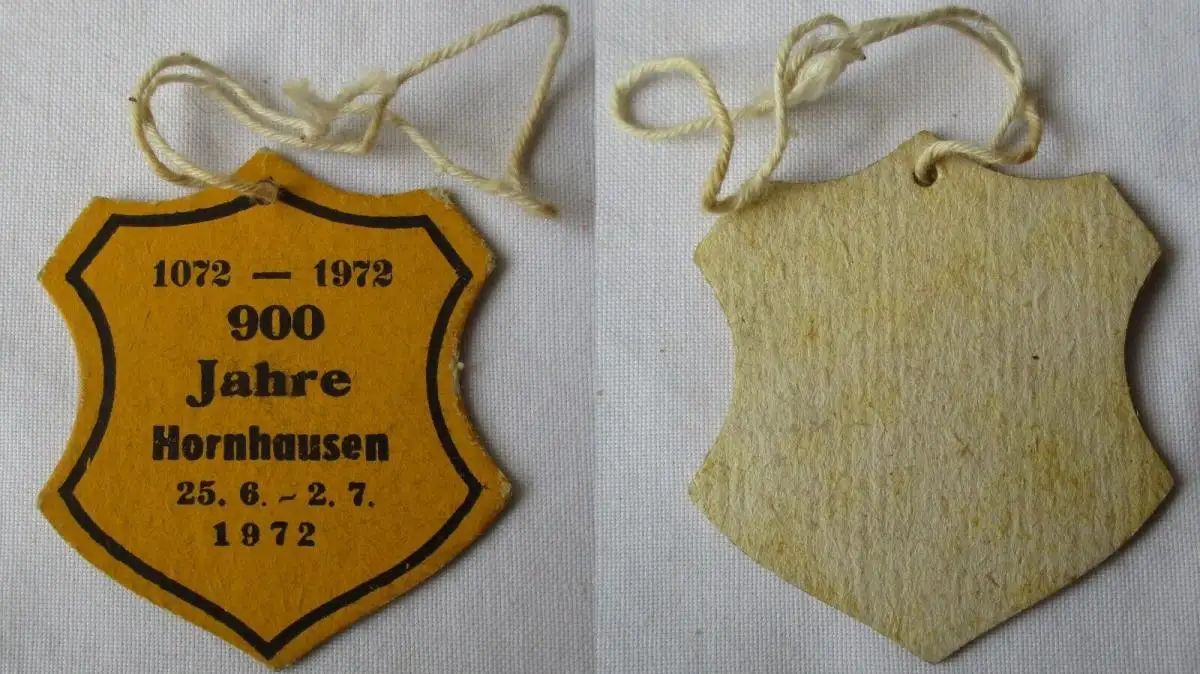 1072 — 1972
900
Jahre
Hornhausen
25. 6. - 2. 7.
1972